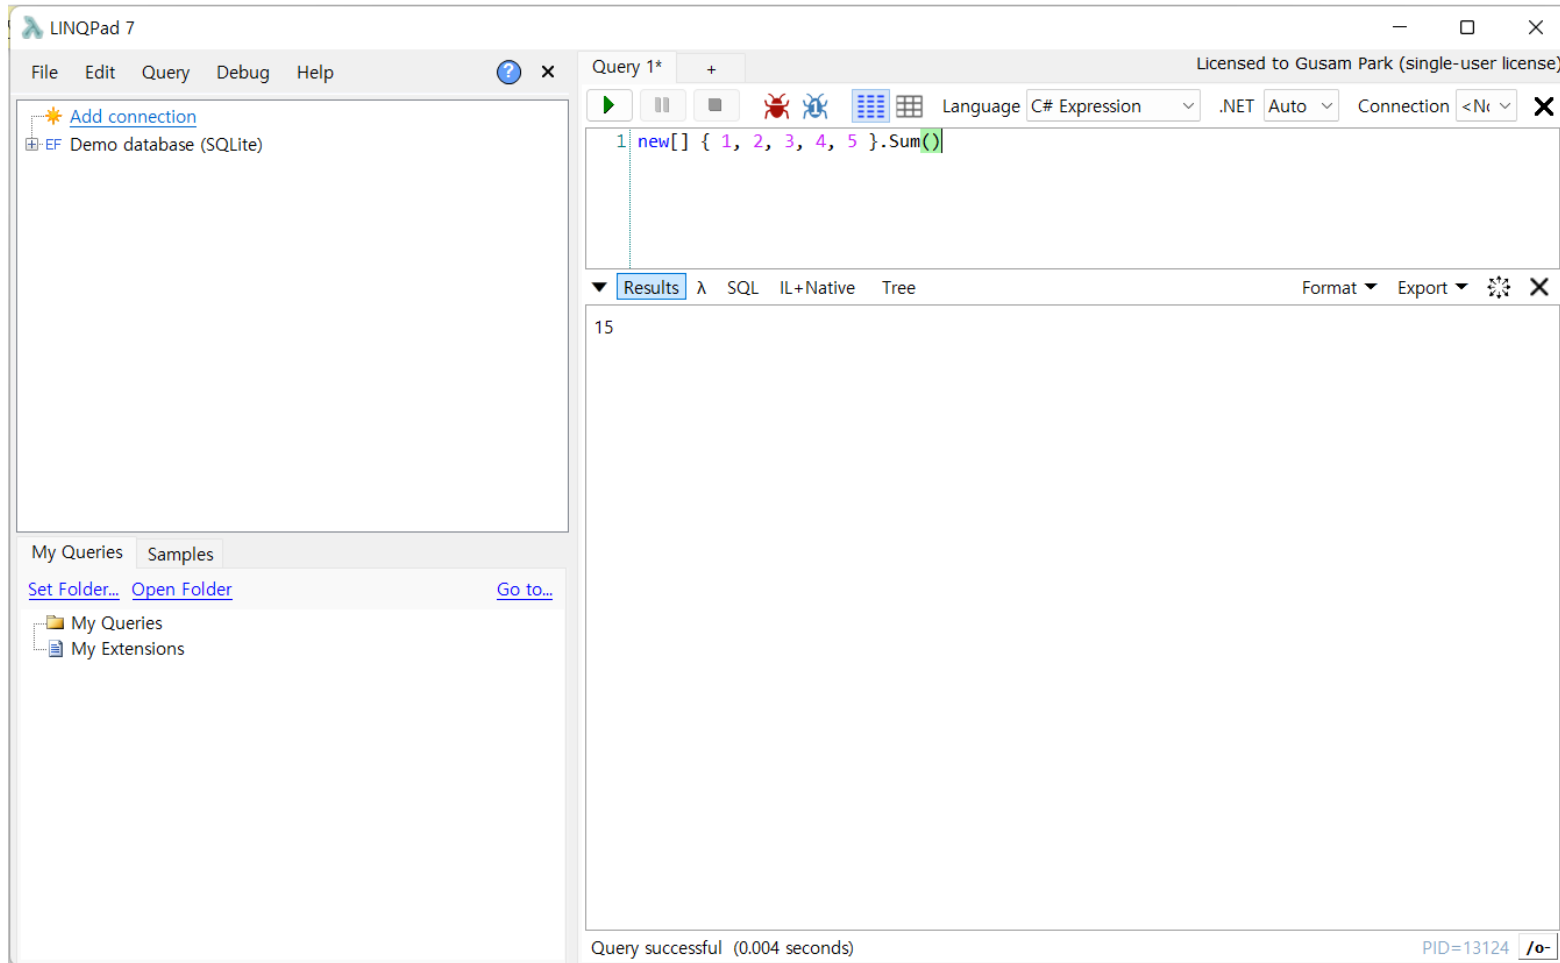 LINQPad 7
File Edit Query Debug Help ?
Add connection
EF Demo database (SQLite)
My Queries Samples
Set Folder... Open Folder Go to...
My Queries
My Extensions
Query 1* +
Licensed to Gusam Park (single-user license)
Language C# Expression .NET Auto Connection
1 new[] { 1, 2, 3, 4, 5 }.Sum()
Results λ SQL IL+Native Tree Format Export
15
Query successful (0.004 seconds)
PID=13124 /o-